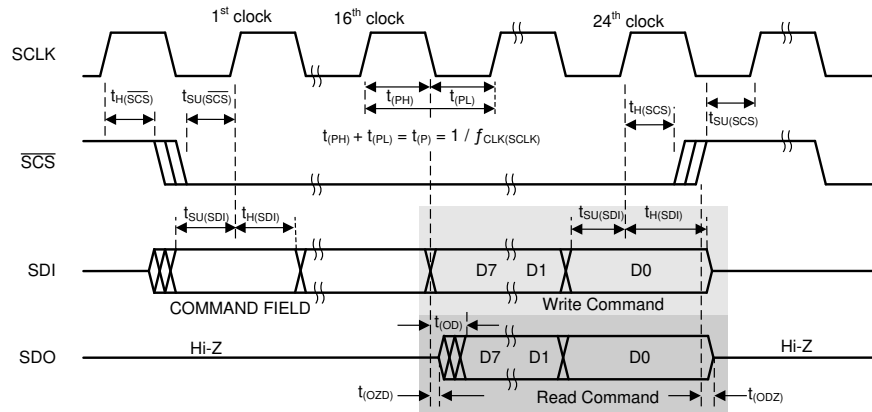 1st clock 16th clock 24th clock
SCLK
tH(SCS) tSU(SCS) t(PH) t(PL) tH(SCS) tSU(SCS)
t(PH) + t(PL) = t(P) = 1 / fCLK(SCLK)
SCS
tSU(SDI) tH(SDI) tSU(SDI) tH(SDI)
SDI D7 D1 D0
COMMAND FIELD Write Command
t(OD)
SDO Hi-Z D7 D1 D0 Hi-Z
t(OZD) Read Command t(ODZ)